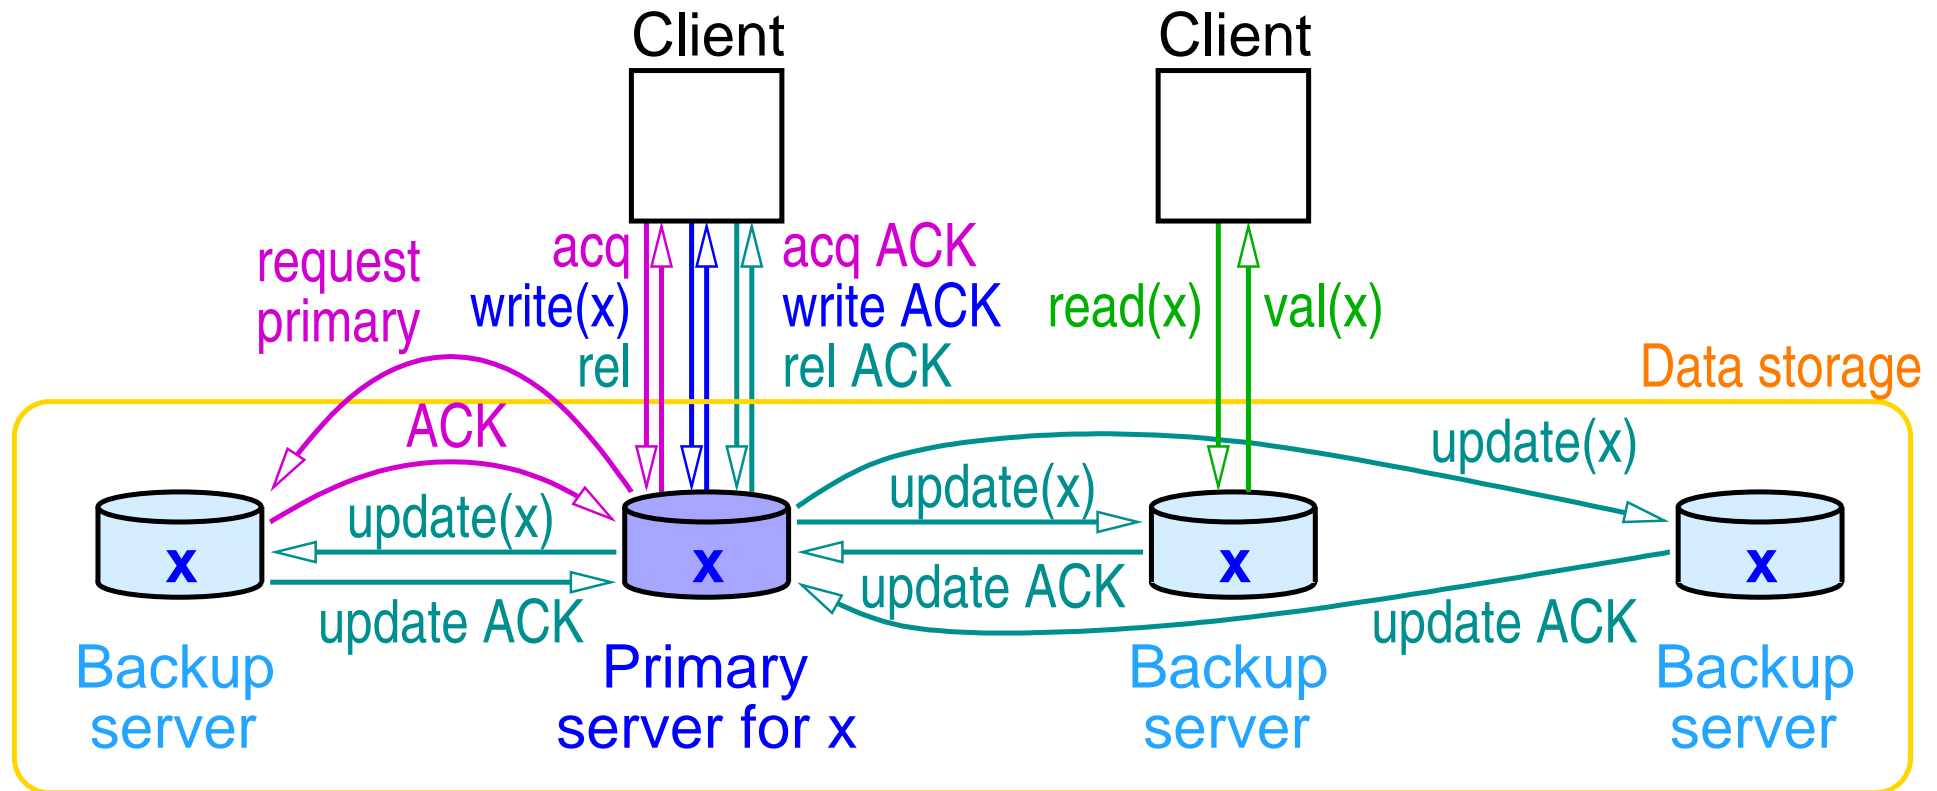 Client
Client
request
primary
acq
write(x)
rel
acq ACK
write ACK
rel ACK
read(x)
val(x)
Data storage
ACK
update(x)
update(x)
update(x)
x
x
x
x
update ACK
update ACK
update ACK
Backup
server
Primary
server for x
Backup
server
Backup
server